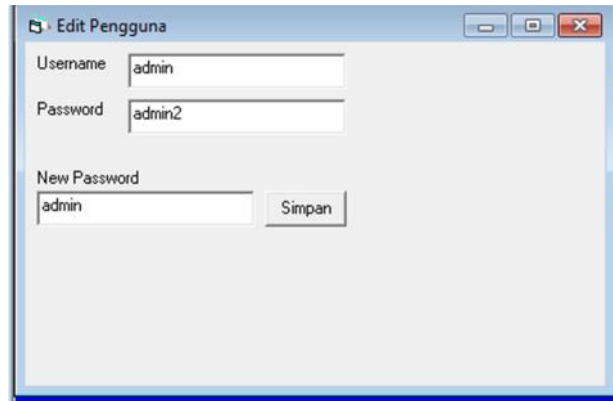 Edit Pengguna
Username admin
Password admin2
New Password
admin Simpan